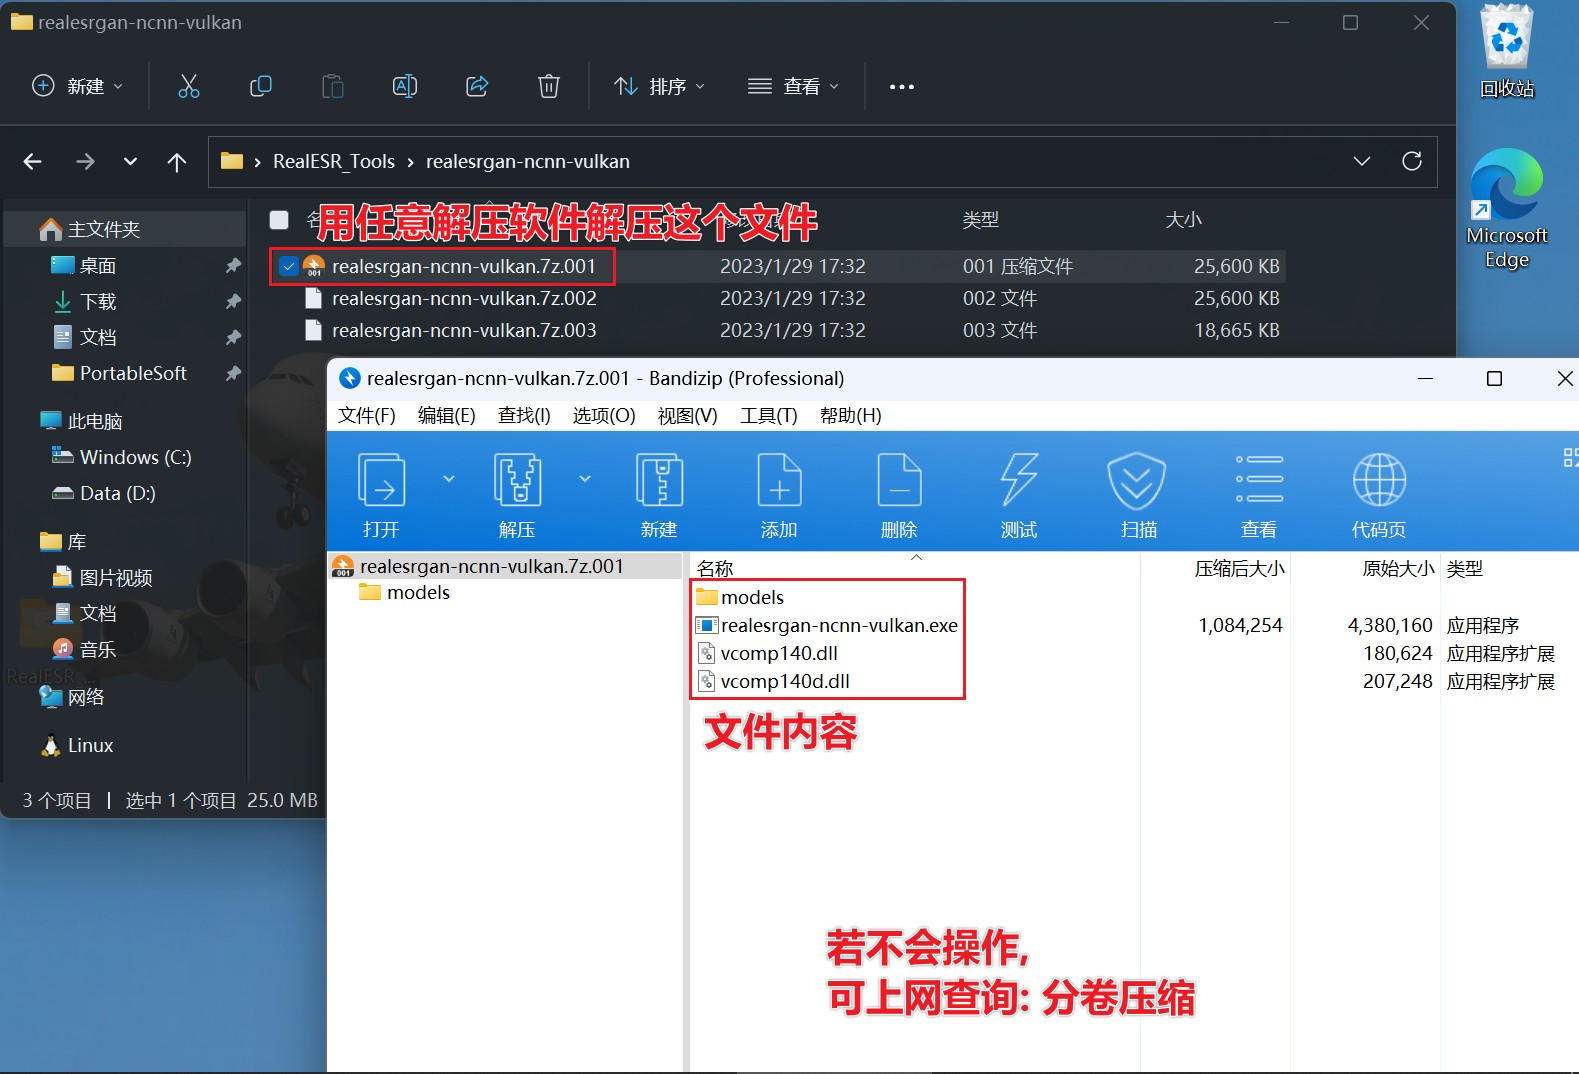 realesrgan-ncnn-vulkan
新建
排序
查看
RealESR_Tools
realesrgan-ncnn-vulkan
回收站
Microsoft
Edge
用任意解压软件解压这个文件
类型
大小
realesrgan-ncnn-vulkan.7z.001 2023/1/29 17:32 001 压缩文件 25,600 KB
realesrgan-ncnn-vulkan.7z.002 2023/1/29 17:32 002 文件 25,600 KB
realesrgan-ncnn-vulkan.7z.003 2023/1/29 17:32 003 文件 18,665 KB
主文件夹
桌面
下载
文档
PortableSoft
此电脑
Windows (C:)
Data (D:)
库
图片视频
文档
音乐
RealESR_...
网络
Linux
3 个项目
选中 1 个项目 25.0 MB
realesrgan-ncnn-vulkan.7z.001 - Bandizip (Professional)
文件(F) 编辑(E) 查找(I) 选项(O) 视图(V) 工具(T) 帮助(H)
打开 解压 新建 添加 删除 测试 扫描 查看 代码页
realesrgan-ncnn-vulkan.7z.001
models
名称 压缩后大小 原始大小 类型
models
realesrgan-ncnn-vulkan.exe 1,084,254 4,380,160 应用程序
vcomp140.dll 180,624 应用程序扩展
vcomp140d.dll 207,248 应用程序扩展
文件内容
若不会操作,
可上网查询: 分卷压缩